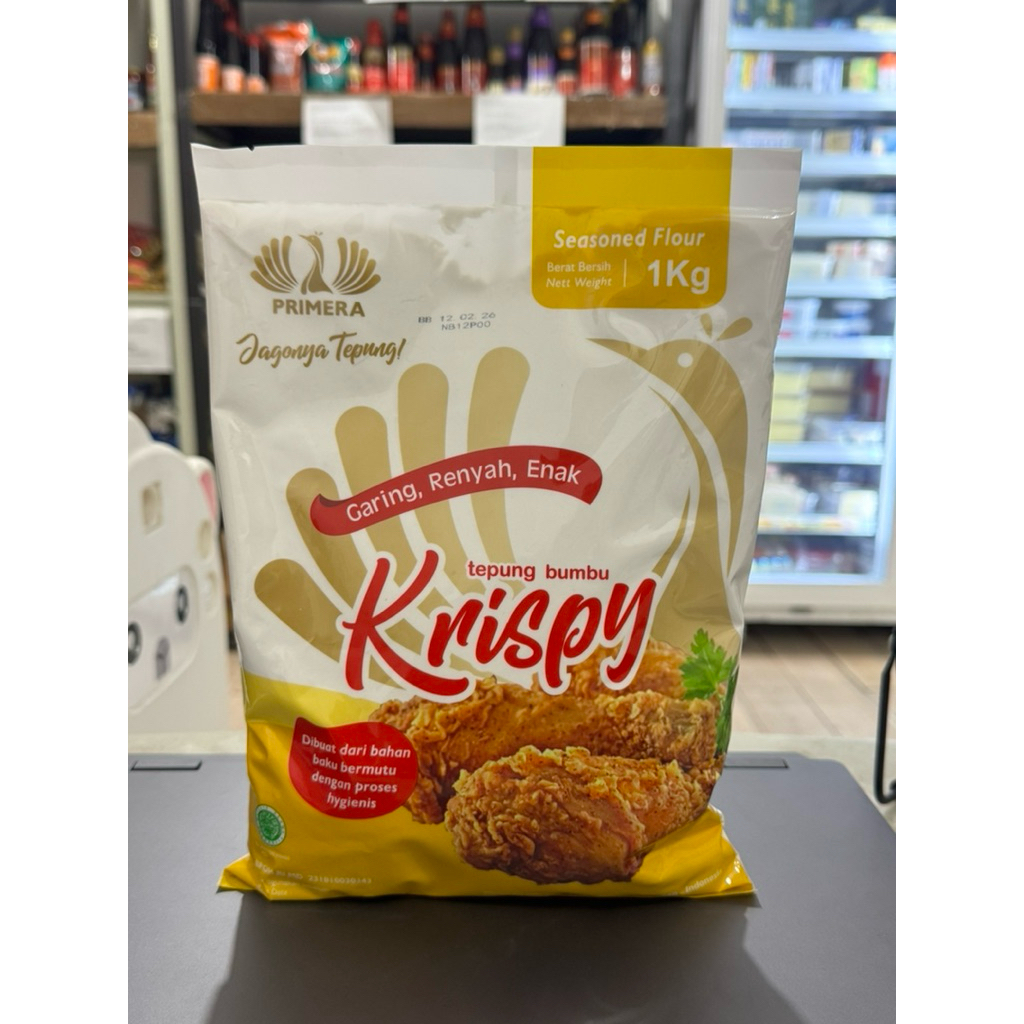 PRIMERA
Jagonya Tepung!
Seasoned Flour
Berat Bersih
Nett Weight
1Kg
BB 12 02 26
NB12P00
Garing, Renyah, Enak
tepung bumbu
Krispy
Dibuat dari bahan
baku bermutu
dengan proses
hygienis
Indonesia